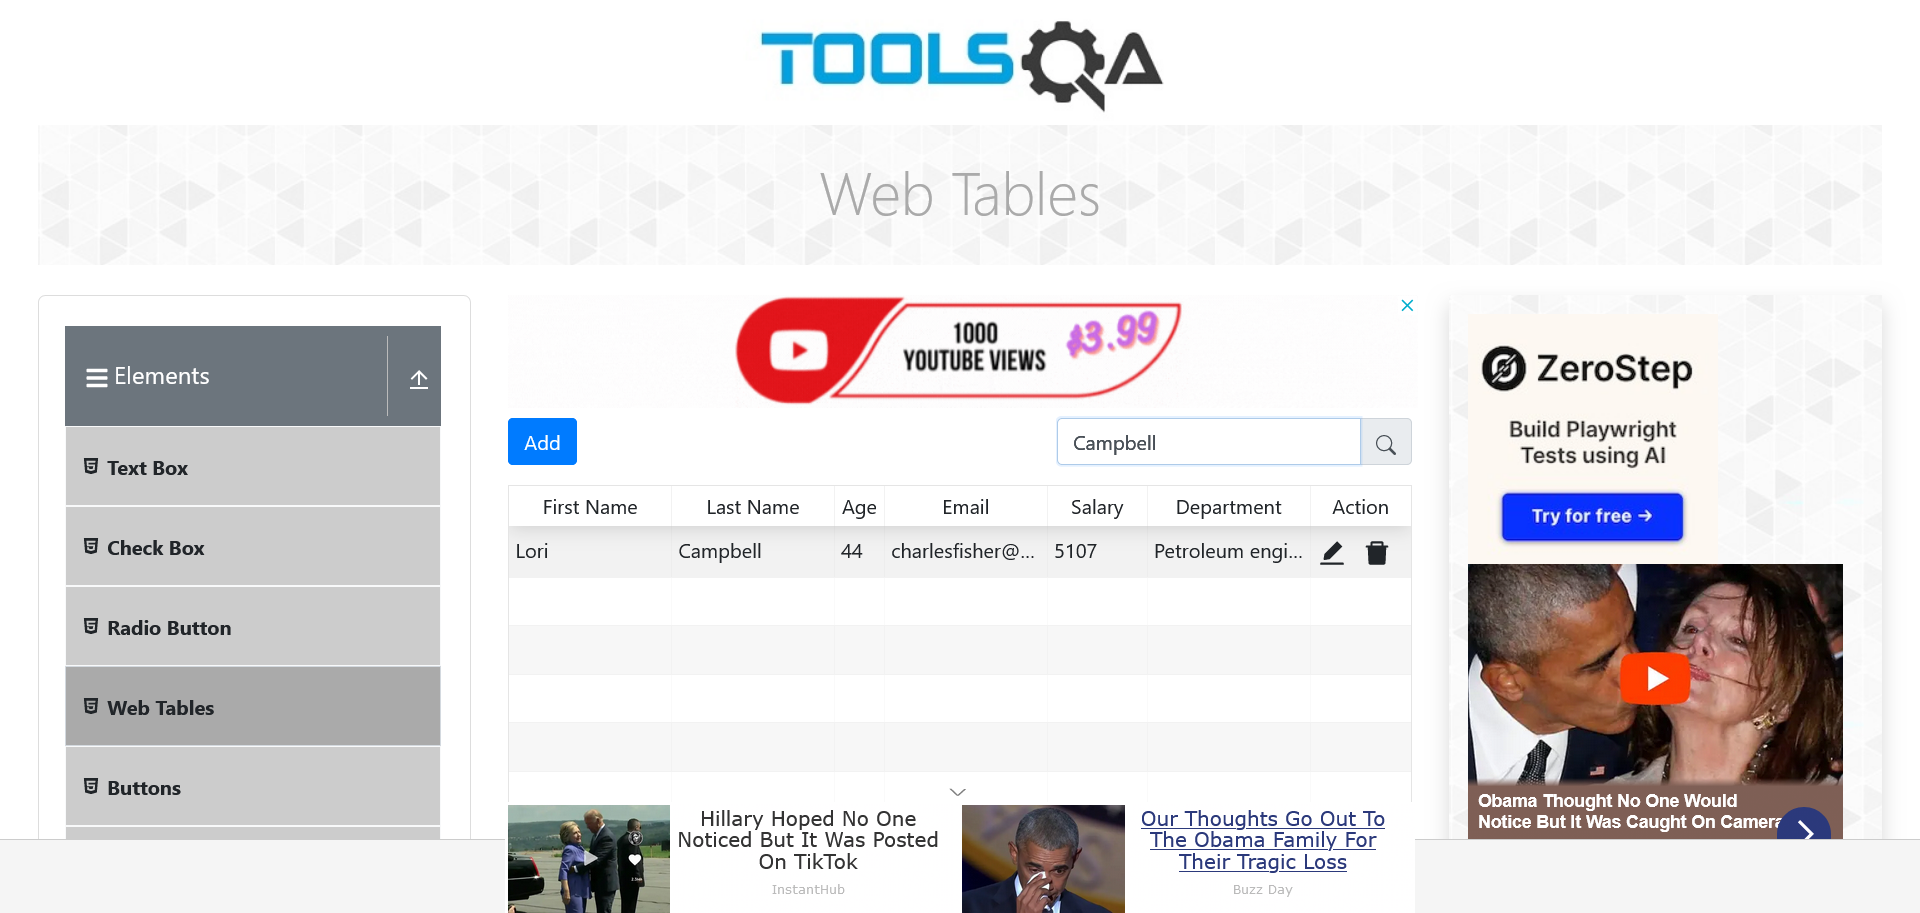 TOOLSQA
Web Tables
Elements
Text Box
Check Box
Radio Button
Web Tables
Buttons
1000
YOUTUBE VIEWS
$3.99
Add
Campbell
First Name Last Name Age Email Salary Department Action
Lori Campbell 44 charlesfisher@... 5107 Petroleum engi...
Hillary Hoped No One
Noticed But It Was Posted
On TikTok
InstantHub
Our Thoughts Go Out To
The Obama Family For
Their Tragic Loss
Buzz Day
ZeroStep
Build Playwright
Tests using AI
Try for free →
Obama Thought No One Would
Notice But It Was Caught On Camera